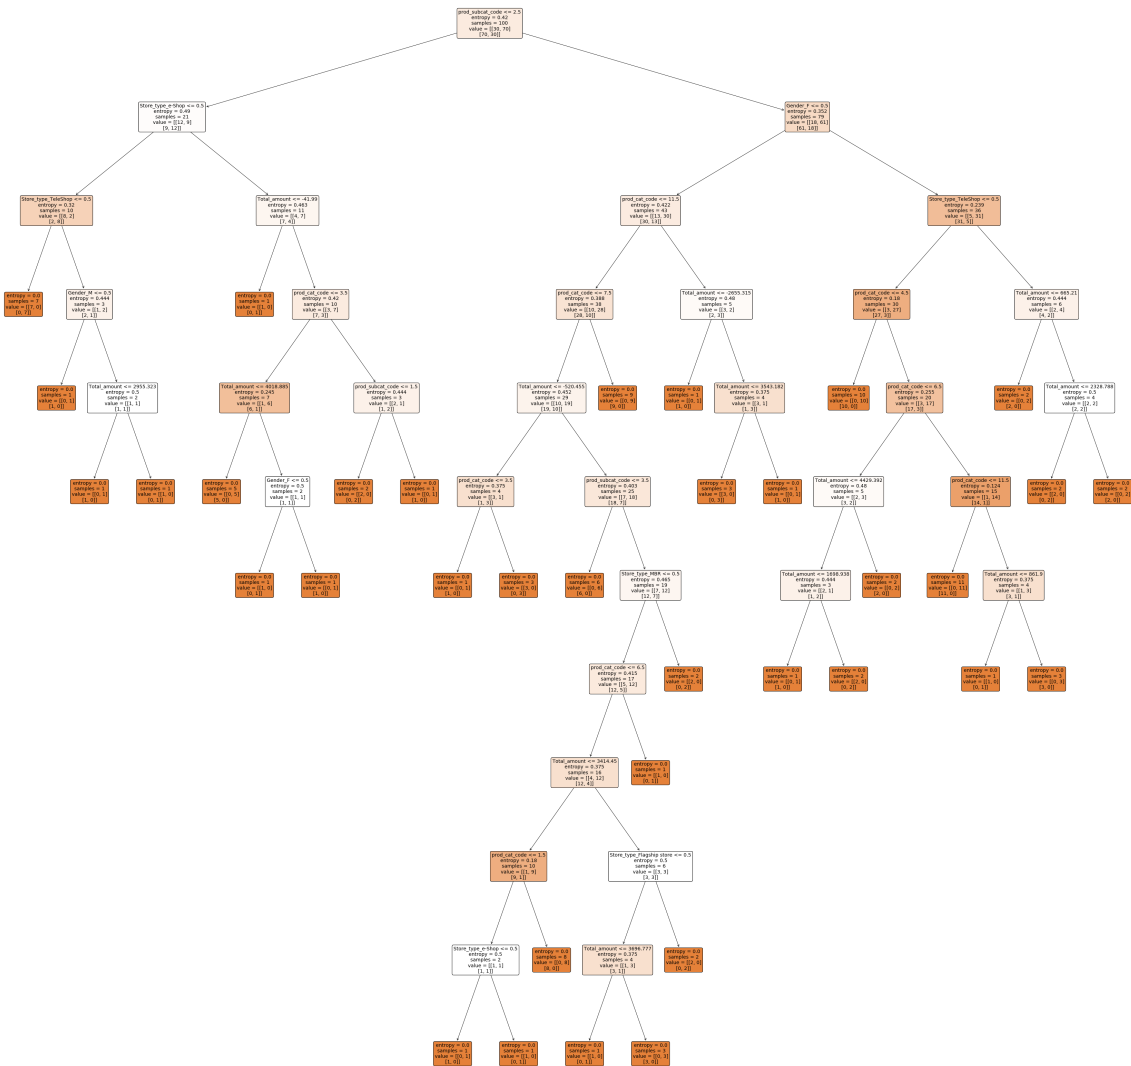 prod_subcat_code <= 2.5
entropy = 0.42
samples = 100
value = [[30, 70]
[70, 30]]
Store_type_e-Shop <= 0.5
entropy = 0.49
samples = 21
value = [[12, 9]
[9, 12]]
Gender_F <= 0.5
entropy = 0.352
samples = 79
value = [[18, 61]
[61, 18]]
Store_type_TeleShop <= 0.5
entropy = 0.32
samples = 10
value = [[8, 2]
[2, 8]]
Total_amount <= -41.99
entropy = 0.463
samples = 11
value = [[4, 7]
[7, 4]]
prod_cat_code <= 11.5
entropy = 0.422
samples = 43
value = [[13, 30]
[30, 13]]
Store_type_TeleShop <= 0.5
entropy = 0.239
samples = 36
value = [[5, 31]
[31, 5]]
entropy = 0.0
samples = 7
value = [[7, 0]
[0, 7]]
Gender_M <= 0.5
entropy = 0.444
samples = 3
value = [[1, 2]
[2, 1]]
entropy = 0.0
samples = 1
value = [[1, 0]
[0, 1]]
prod_cat_code <= 3.5
entropy = 0.42
samples = 10
value = [[3, 7]
[7, 3]]
prod_cat_code <= 7.5
entropy = 0.388
samples = 38
value = [[10, 28]
[28, 10]]
Total_amount <= -2655.315
entropy = 0.48
samples = 5
value = [[3, 2]
[2, 3]]
prod_cat_code <= 4.5
entropy = 0.18
samples = 30
value = [[3, 27]
[27, 3]]
Total_amount <= 665.21
entropy = 0.444
samples = 6
value = [[2, 4]
[4, 2]]
entropy = 0.0
samples = 1
value = [[0, 1]
[1, 0]]
Total_amount <= 2955.323
entropy = 0.5
samples = 2
value = [[1, 1]
[1, 1]]
Total_amount <= 4018.885
entropy = 0.245
samples = 7
value = [[1, 6]
[6, 1]]
prod_subcat_code <= 1.5
entropy = 0.444
samples = 3
value = [[2, 1]
[1, 2]]
Total_amount <= -520.455
entropy = 0.452
samples = 29
value = [[10, 19]
[19, 10]]
entropy = 0.0
samples = 9
value = [[0, 9]
[9, 0]]
entropy = 0.0
samples = 1
value = [[0, 1]
[1, 0]]
Total_amount <= 3543.182
entropy = 0.375
samples = 4
value = [[3, 1]
[1, 3]]
entropy = 0.0
samples = 10
value = [[0, 10]
[10, 0]]
prod_cat_code <= 6.5
entropy = 0.255
samples = 20
value = [[3, 17]
[17, 3]]
entropy = 0.0
samples = 2
value = [[0, 2]
[2, 0]]
Total_amount <= 2328.788
entropy = 0.5
samples = 4
value = [[2, 2]
[2, 2]]
entropy = 0.0
samples = 1
value = [[0, 1]
[1, 0]]
entropy = 0.0
samples = 1
value = [[1, 0]
[0, 1]]
entropy = 0.0
samples = 5
value = [[0, 5]
[5, 0]]
Gender_F <= 0.5
entropy = 0.5
samples = 2
value = [[1, 1]
[1, 1]]
entropy = 0.0
samples = 2
value = [[2, 0]
[0, 2]]
entropy = 0.0
samples = 1
value = [[0, 1]
[1, 0]]
prod_cat_code <= 3.5
entropy = 0.375
samples = 4
value = [[3, 1]
[1, 3]]
prod_subcat_code <= 3.5
entropy = 0.403
samples = 25
value = [[7, 18]
[18, 7]]
entropy = 0.0
samples = 3
value = [[3, 0]
[0, 3]]
entropy = 0.0
samples = 1
value = [[0, 1]
[1, 0]]
Total_amount <= 4429.392
entropy = 0.48
samples = 5
value = [[2, 3]
[3, 2]]
prod_cat_code <= 11.5
entropy = 0.124
samples = 15
value = [[1, 14]
[14, 1]]
entropy = 0.0
samples = 2
value = [[2, 0]
[0, 2]]
entropy = 0.0
samples = 2
value = [[0, 2]
[2, 0]]
entropy = 0.0
samples = 1
value = [[1, 0]
[0, 1]]
entropy = 0.0
samples = 1
value = [[0, 1]
[1, 0]]
entropy = 0.0
samples = 1
value = [[0, 1]
[1, 0]]
entropy = 0.0
samples = 3
value = [[3, 0]
[0, 3]]
entropy = 0.0
samples = 6
value = [[0, 6]
[6, 0]]
Store_type_MBR <= 0.5
entropy = 0.465
samples = 19
value = [[7, 12]
[12, 7]]
Total_amount <= 1698.938
entropy = 0.444
samples = 3
value = [[2, 1]
[1, 2]]
entropy = 0.0
samples = 2
value = [[0, 2]
[2, 0]]
entropy = 0.0
samples = 11
value = [[0, 11]
[11, 0]]
Total_amount <= 861.9
entropy = 0.375
samples = 4
value = [[1, 3]
[3, 1]]
prod_cat_code <= 6.5
entropy = 0.415
samples = 17
value = [[5, 12]
[12, 5]]
entropy = 0.0
samples = 2
value = [[2, 0]
[0, 2]]
entropy = 0.0
samples = 1
value = [[0, 1]
[1, 0]]
entropy = 0.0
samples = 2
value = [[2, 0]
[0, 2]]
entropy = 0.0
samples = 1
value = [[1, 0]
[0, 1]]
entropy = 0.0
samples = 3
value = [[0, 3]
[3, 0]]
Total_amount <= 3414.45
entropy = 0.375
samples = 16
value = [[4, 12]
[12, 4]]
entropy = 0.0
samples = 1
value = [[1, 0]
[0, 1]]
prod_cat_code <= 1.5
entropy = 0.18
samples = 10
value = [[1, 9]
[9, 1]]
Store_type_Flagship store <= 0.5
entropy = 0.5
samples = 6
value = [[3, 3]
[3, 3]]
Store_type_e-Shop <= 0.5
entropy = 0.5
samples = 2
value = [[1, 1]
[1, 1]]
entropy = 0.0
samples = 8
value = [[0, 8]
[8, 0]]
Total_amount <= 3696.777
entropy = 0.375
samples = 4
value = [[1, 3]
[3, 1]]
entropy = 0.0
samples = 2
value = [[2, 0]
[0, 2]]
entropy = 0.0
samples = 1
value = [[0, 1]
[1, 0]]
entropy = 0.0
samples = 1
value = [[1, 0]
[0, 1]]
entropy = 0.0
samples = 1
value = [[1, 0]
[0, 1]]
entropy = 0.0
samples = 3
value = [[0, 3]
[3, 0]]